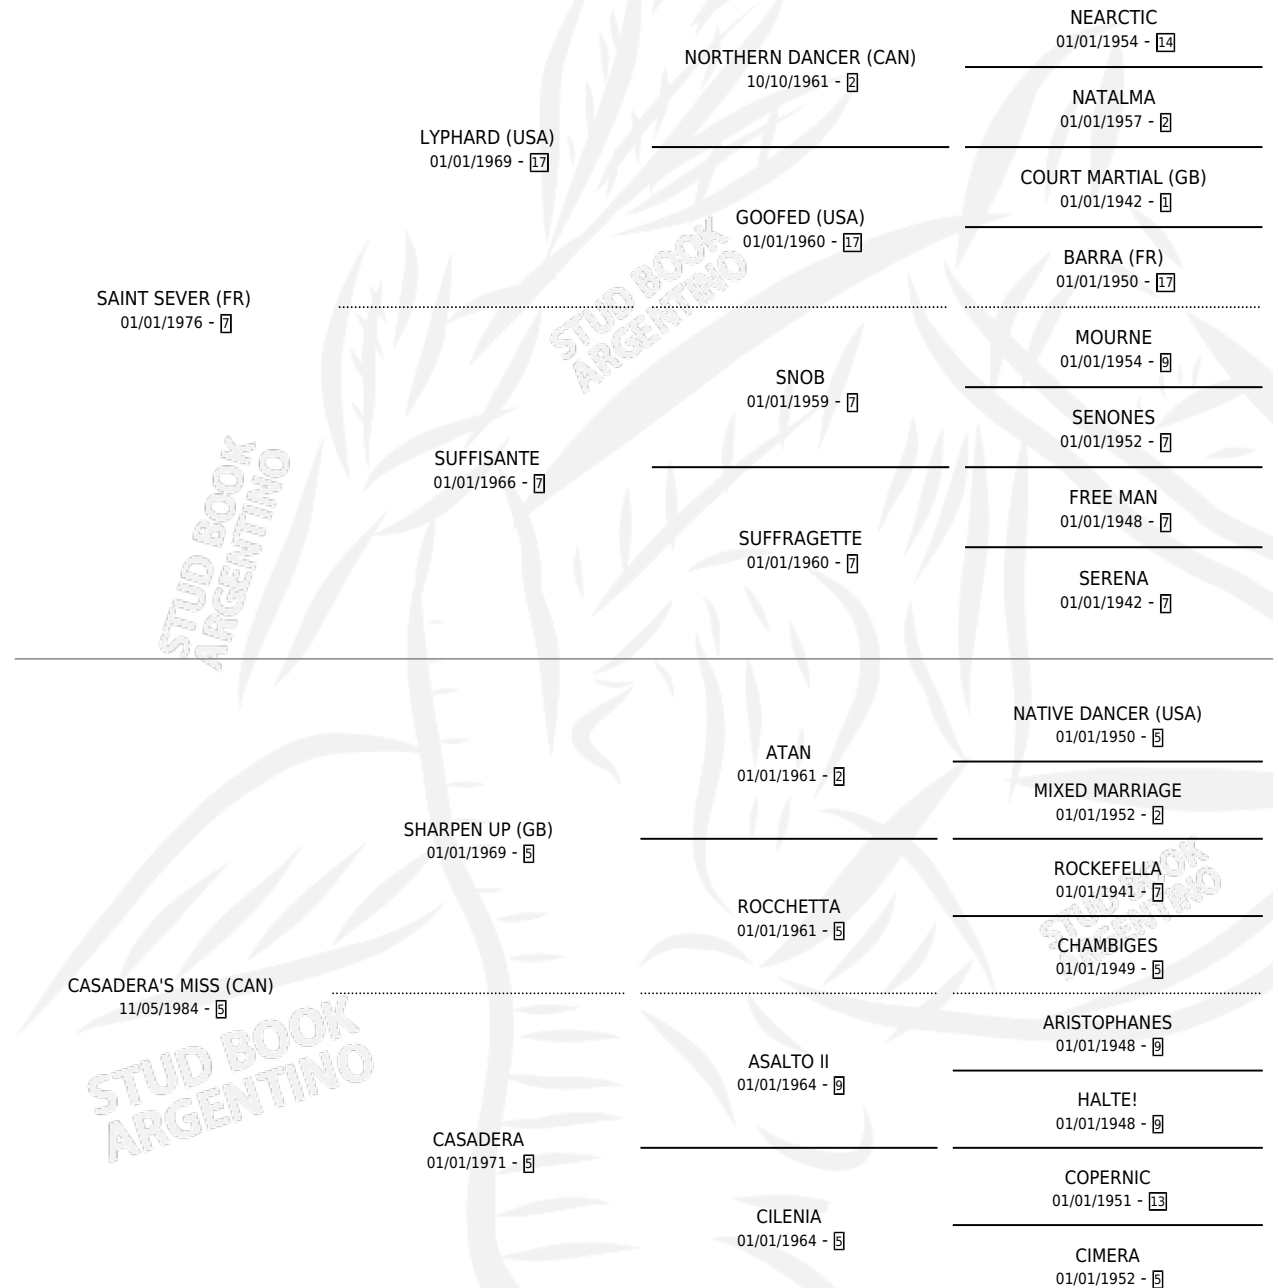 NEARCTIC
01/01/1954 - 14
NORTHERN DANCER (CAN)
10/10/1961 - 2
NATALMA
01/01/1957 - 2
LYPHARD (USA)
01/01/1969 - 17
COURT MARTIAL (GB)
01/01/1942 - 1
GOOFED (USA)
01/01/1960 - 17
BARRA (FR)
01/01/1950 - 17
SAINT SEVER (FR)
01/01/1976 - 7
STUD BOOK
ARGENTINO
MOURNE
01/01/1954 - 9
SNOB
01/01/1959 - 7
SENONES
01/01/1952 - 7
SUFFISANTE
01/01/1966 - 7
FREE MAN
01/01/1948 - 7
SUFFRAGETTE
01/01/1960 - 7
SERENA
01/01/1942 - 7
STUD BOOK
ARGENTINO
NATIVE DANCER (USA)
01/01/1950 - 5
ATAN
01/01/1961 - 2
MIXED MARRIAGE
01/01/1952 - 2
SHARPEN UP (GB)
01/01/1969 - 5
ROCKEFELLA
01/01/1941 - 7
ROCCHETTA
01/01/1961 - 5
CHAMBIGES
01/01/1949 - 5
STUD BOOK
ARGENTINO
CASADERA'S MISS (CAN)
11/05/1984 - 5
ARISTOPHANES
01/01/1948 - 9
ASALTO II
01/01/1964 - 9
HALTE!
01/01/1948 - 9
STUD BOOK
ARGENTINO
CASADERA
01/01/1971 - 5
COPERNIC
01/01/1951 - 13
CILENIA
01/01/1964 - 5
CIMERA
01/01/1952 - 5